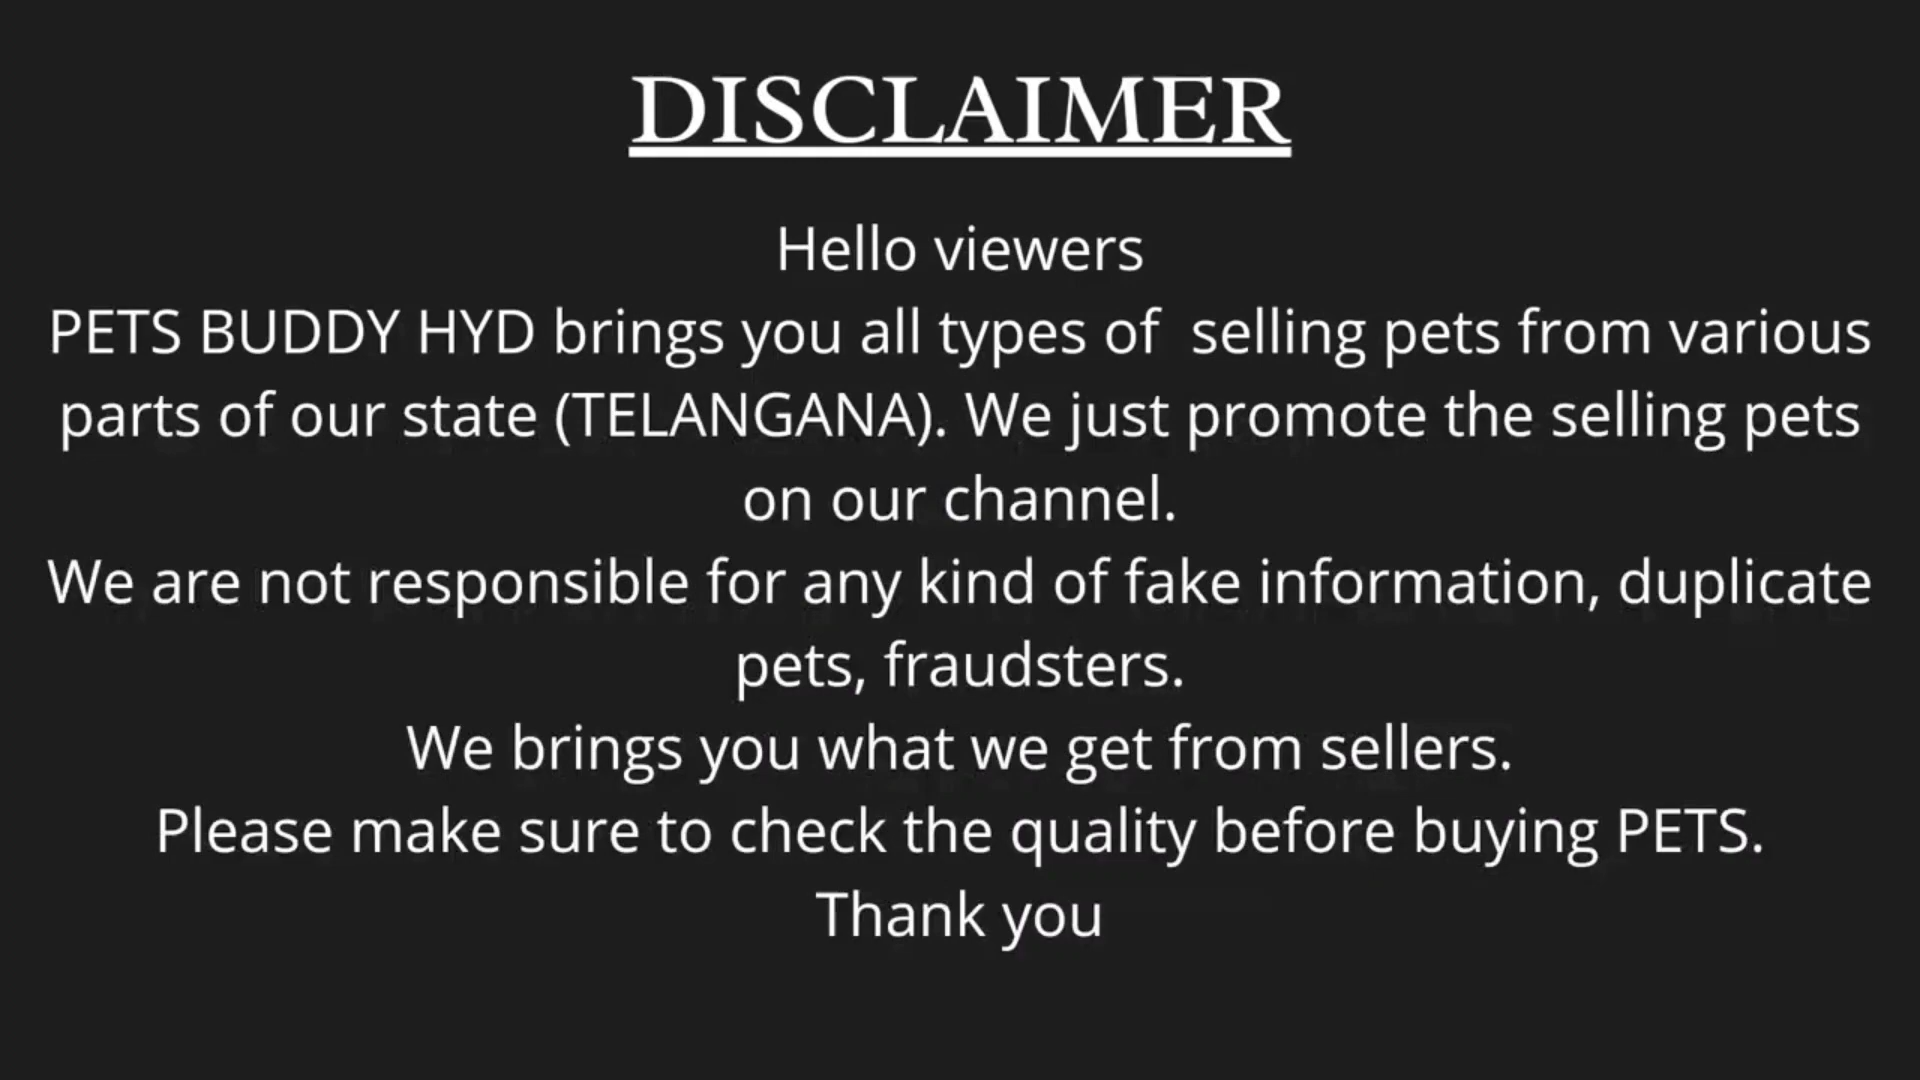 DISCLAIMER
Hello viewers
PETS BUDDY HYD brings you all types of  selling pets from various
parts of our state (TELANGANA). We just promote the selling pets
on our channel.
We are not responsible for any kind of fake information, duplicate
pets, fraudsters.
We brings you what we get from sellers.
Please make sure to check the quality before buying PETS.
Thank you